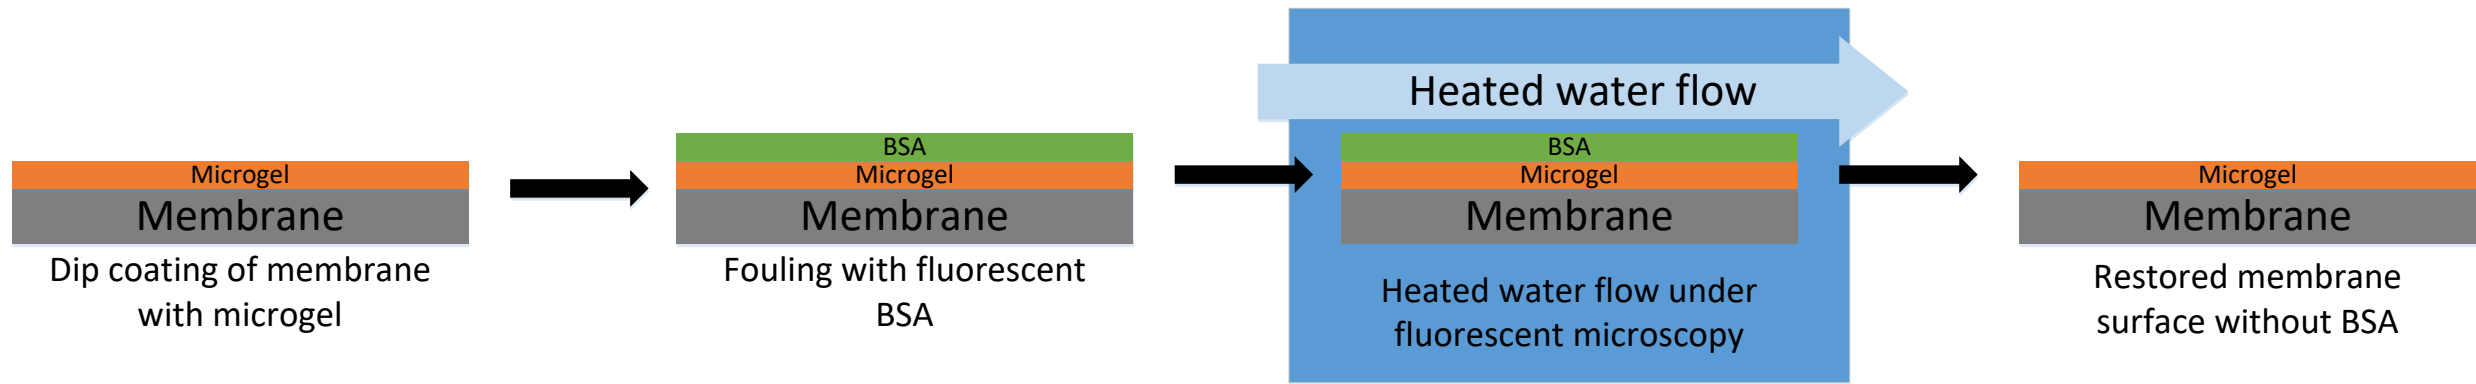 Microgel
Membrane
Dip coating of membrane
with microgel
BSA
Microgel
Membrane
Fouling with fluorescent
BSA
Heated water flow
BSA
Microgel
Membrane
Heated water flow under
fluorescent microscopy
Microgel
Membrane
Restored membrane
surface without BSA